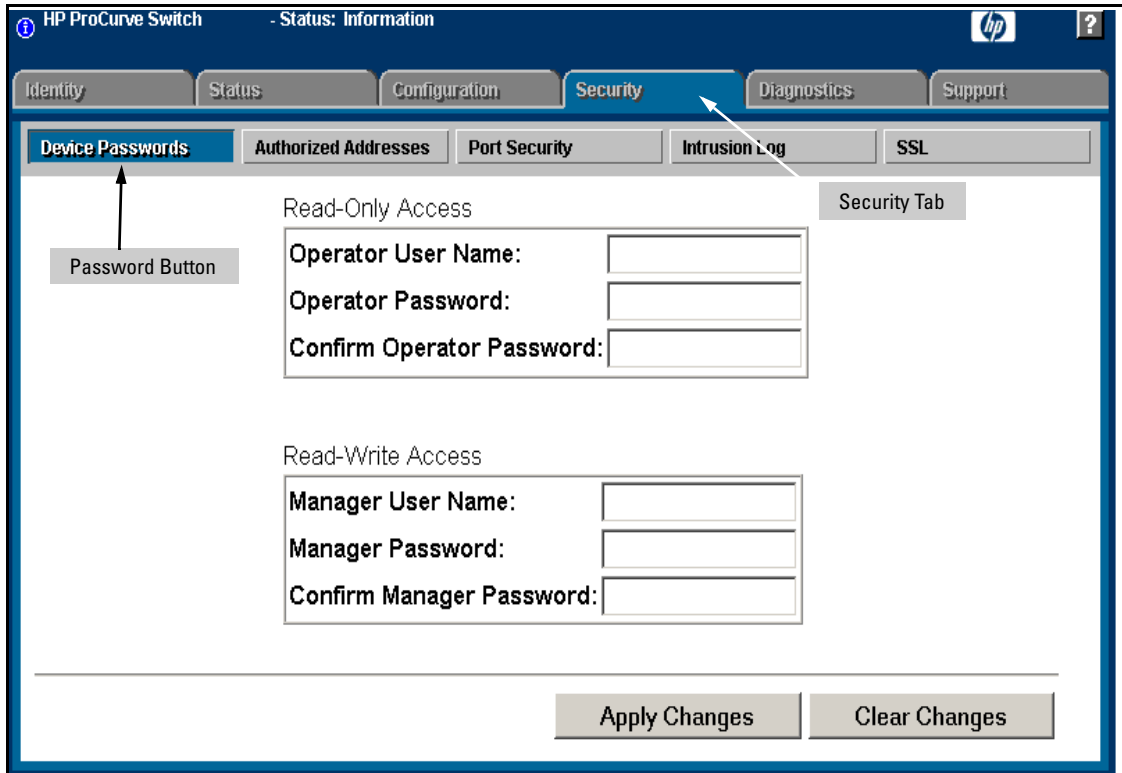 HP ProCurve Switch - Status: Information
hp ?
Identity Status Configuration Security Diagnostics Support
Device Passwords Authorized Addresses Port Security Intrusion Log SSL
Security Tab
Password Button
Read-Only Access
Operator User Name:
Operator Password:
Confirm Operator Password:
Read-Write Access
Manager User Name:
Manager Password:
Confirm Manager Password:
Apply Changes Clear Changes